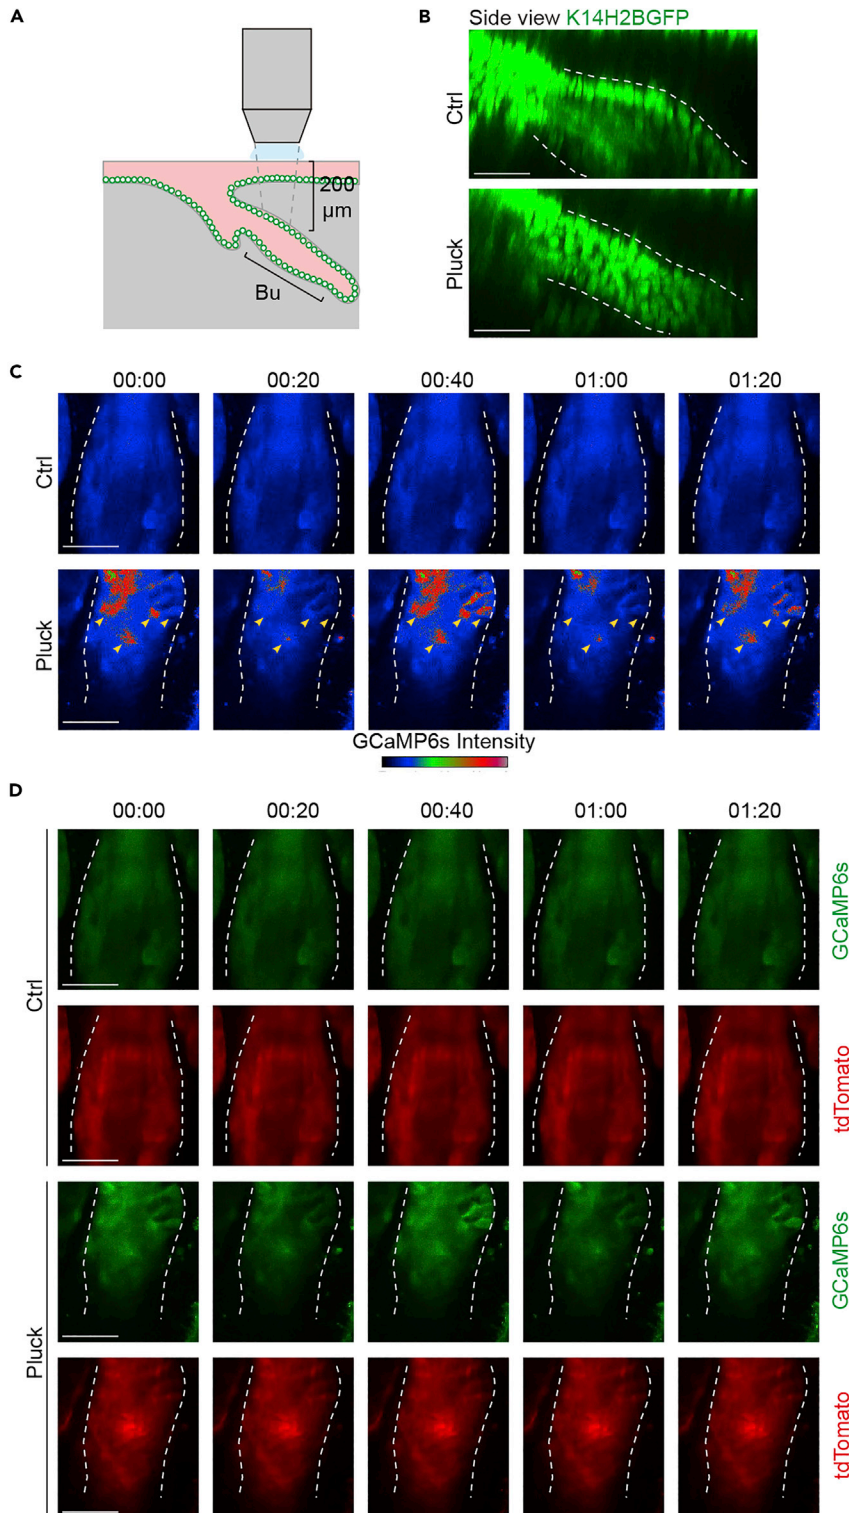 A
200
μm
Bu
B
Side view K14H2BGFP
Ctrl
Pluck
C
00:00 00:20 00:40 01:00 01:20
Ctrl
Pluck
GCaMP6s Intensity
D
00:00 00:20 00:40 01:00 01:20
Ctrl
GCaMP6s
tdTomato
Pluck
GCaMP6s
tdTomato